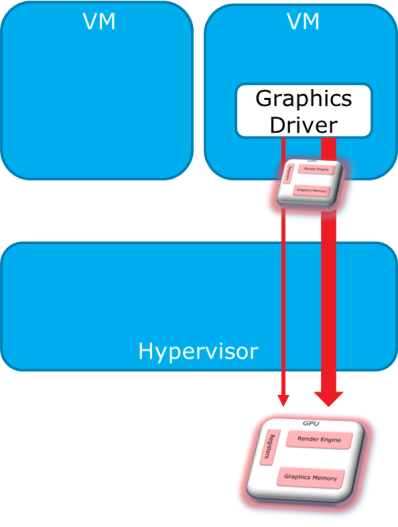 VM
VM
Graphics
Driver
GPU
Registers
Render Engine
Graphics Memory
Hypervisor
GPU
Registers
Render Engine
Graphics Memory